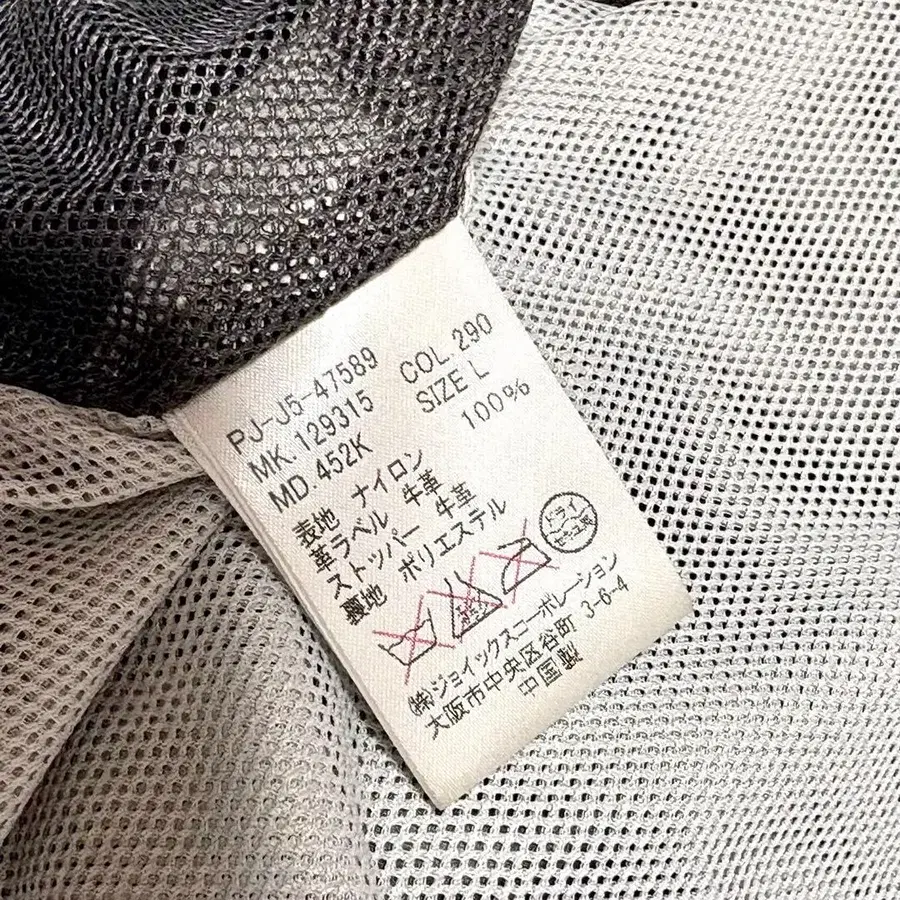 PJ-J5-47589 COL. 290
MK. 129315 SIZE L
MD. 452K
表地 ナイロン 100%
革ラベル 牛革
ストッパー 牛革
裏地 ポリエステル
ドライ
㈱ジョイックスコーポレーション
大阪市中央区谷町 3-6-4
中国製